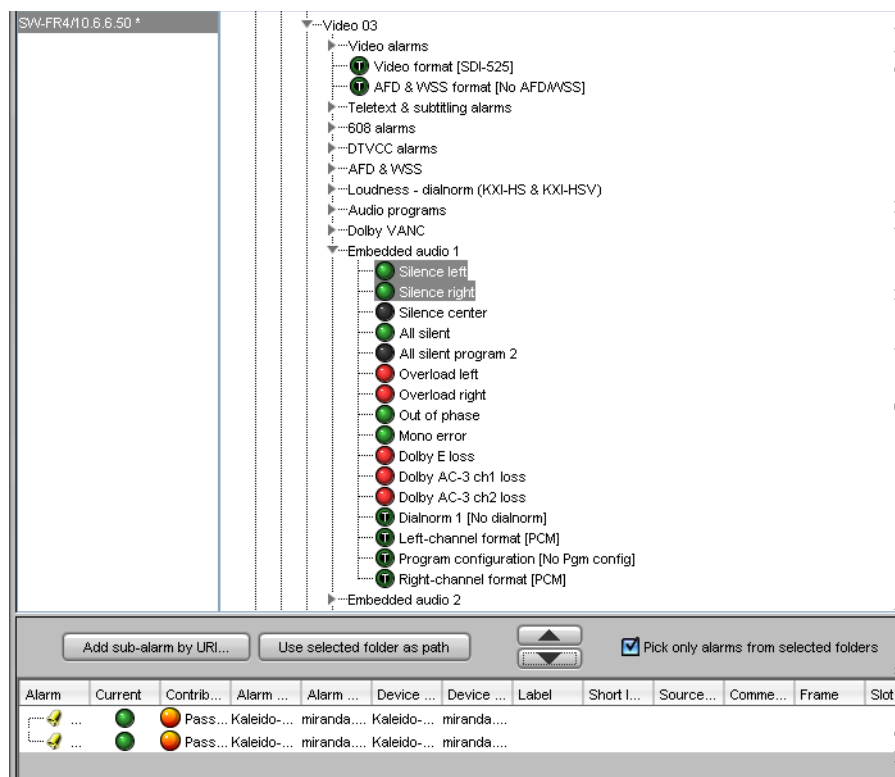 SW-FR4/10.6.6.50 *
Video 03
Video alarms
T Video format [SDI-525]
T AFD & WSS format [No AFD/WSS]
Teletext & subtitling alarms
608 alarms
DTVCC alarms
AFD & WSS
Loudness - dialnorm (KXI-HS & KXI-HSV)
Audio programs
Dolby VANC
Embedded audio 1
Silence left
Silence right
Silence center
All silent
All silent program 2
Overload left
Overload right
Out of phase
Mono error
Dolby E loss
Dolby AC-3 ch1 loss
Dolby AC-3 ch2 loss
T Dialnorm 1 [No dialnorm]
T Left-channel format [PCM]
T Program configuration [No Pgm config]
T Right-channel format [PCM]
Embedded audio 2
Add sub-alarm by URI... Use selected folder as path Pick only alarms from selected folders
Alarm Current Contrib... Alarm ... Alarm ... Device ... Device ... Label Short l... Source... Comme... Frame Slot
... Pass... Kaleido-... miranda.... Kaleido-... miranda....
... Pass... Kaleido-... miranda.... Kaleido-... miranda....